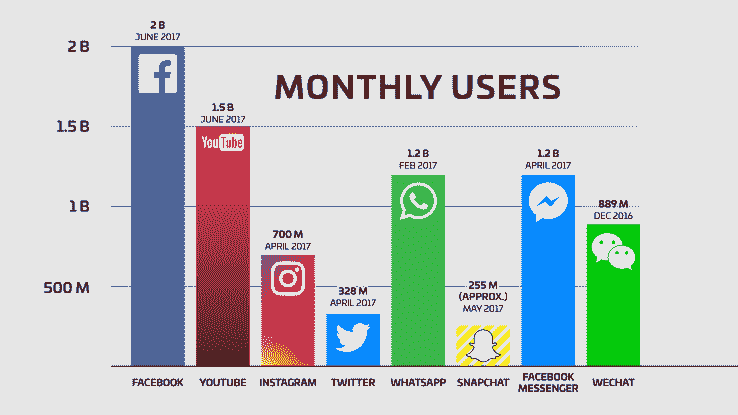 MONTHLY USERS
2 B
1.5 B
1 B
500 M
2 B
JUNE 2017
1.5 B
JUNE 2017
You Tube
700 M
APRIL 2017
328 M
APRIL 2017
1.2 B
FEB 2017
255 M
(APPROX.)
MAY 2017
1.2 B
APRIL 2017
889 M
DEC 2016
FACEBOOK
YOUTUBE
INSTAGRAM
TWITTER
WHATSAPP
SNAPCHAT
FACEBOOK
MESSENGER
WECHAT